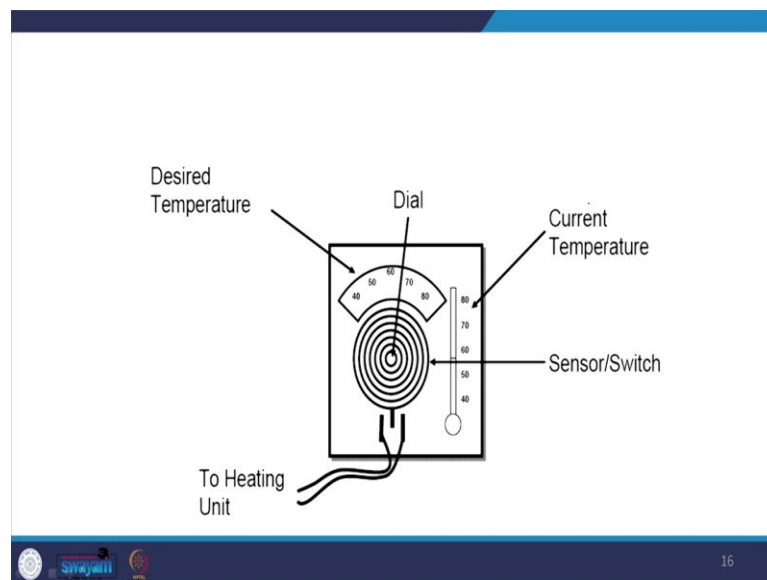 Desired
Temperature
Dial
Current
Temperature
40 50 60 70 80
80
70
60
50
40
Sensor/Switch
To Heating
Unit
swayam
16